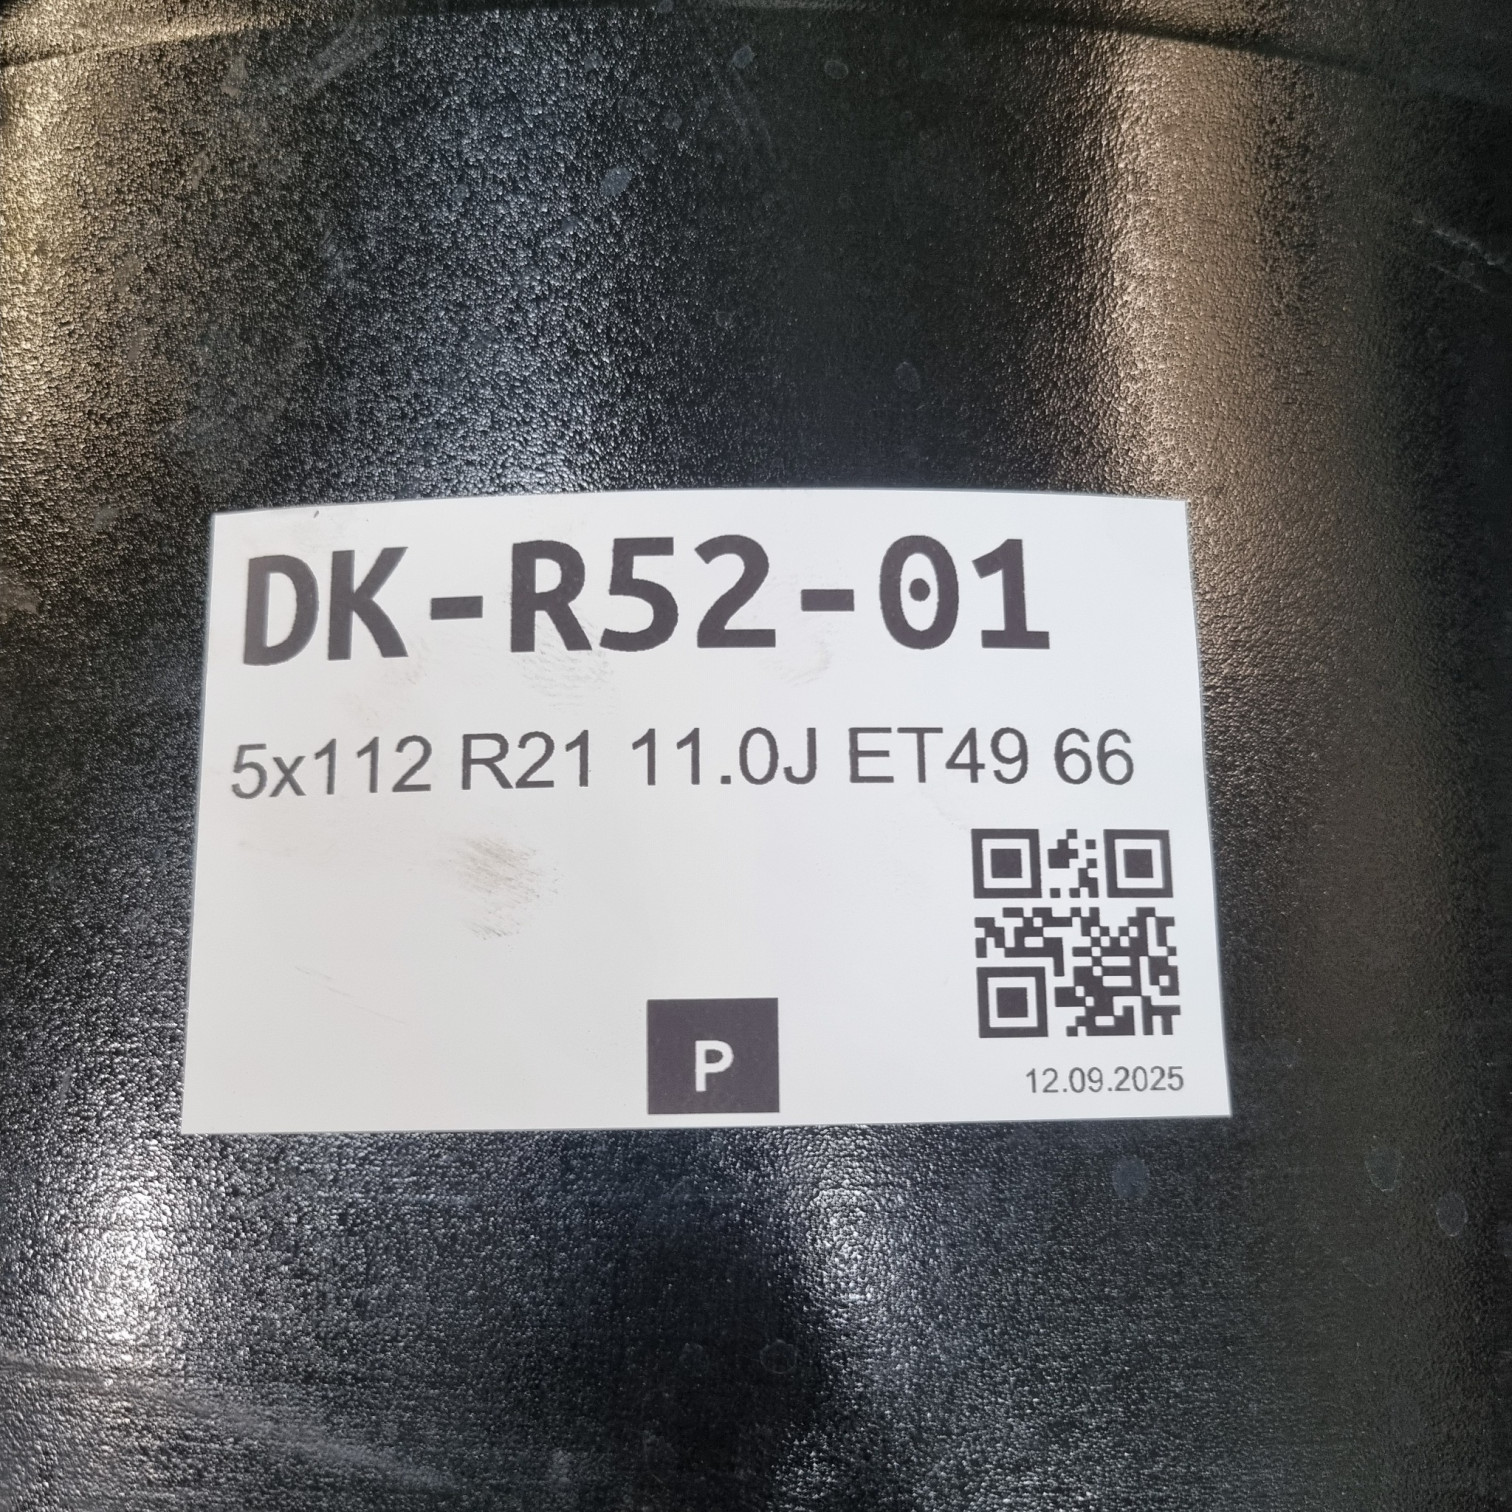 DK-R52-01
5x112 R21 11.0J ET49 66
P
12.09.2025